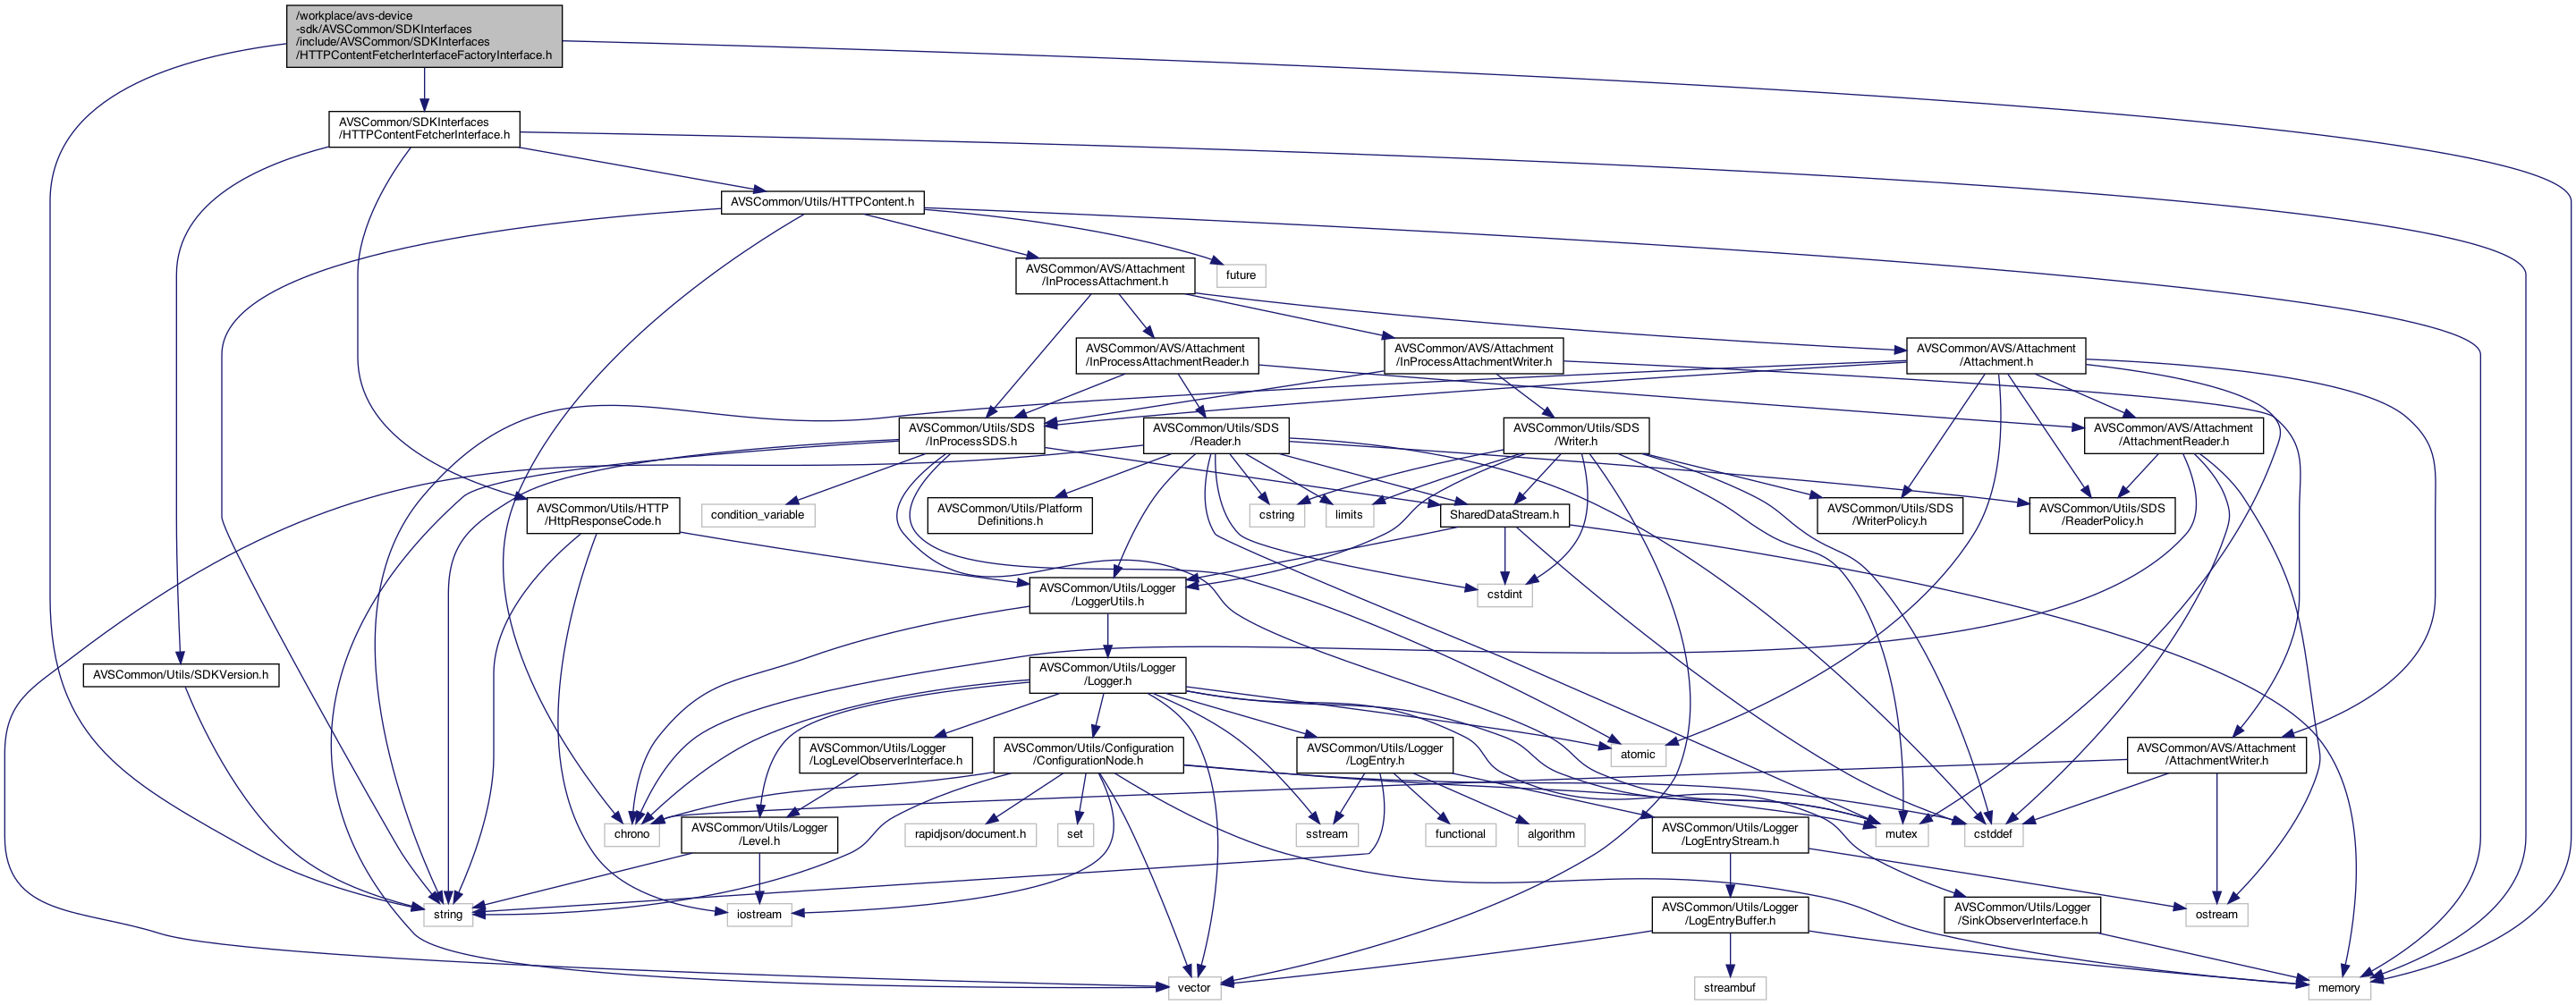 /workplace/avs-device
-sdk/AVSCommon/SDKInterfaces
/include/AVSCommon/SDKInterfaces
/HTTPContentFetcherInterfaceFactoryInterface.h
AVSCommon/SDKInterfaces
/HTTPContentFetcherInterface.h
AVSCommon/Utils/HTTPContent.h
AVSCommon/AVS/Attachment
/InProcessAttachment.h
future
AVSCommon/AVS/Attachment
/InProcessAttachmentReader.h
AVSCommon/AVS/Attachment
/InProcessAttachmentWriter.h
AVSCommon/AVS/Attachment
/Attachment.h
AVSCommon/Utils/SDS
/InProcessSDS.h
AVSCommon/Utils/SDS
/Reader.h
AVSCommon/Utils/SDS
/Writer.h
AVSCommon/AVS/Attachment
/AttachmentReader.h
AVSCommon/Utils/HTTP
/HttpResponseCode.h
condition_variable
AVSCommon/Utils/Platform
Definitions.h
cstring
limits
SharedDataStream.h
AVSCommon/Utils/SDS
/WriterPolicy.h
AVSCommon/Utils/SDS
/ReaderPolicy.h
AVSCommon/Utils/Logger
/LoggerUtils.h
cstdint
AVSCommon/Utils/SDKVersion.h
AVSCommon/Utils/Logger
/Logger.h
AVSCommon/Utils/Logger
/LogLevelObserverInterface.h
AVSCommon/Utils/Configuration
/ConfigurationNode.h
AVSCommon/Utils/Logger
/LogEntry.h
atomic
AVSCommon/AVS/Attachment
/AttachmentWriter.h
chrono
AVSCommon/Utils/Logger
/Level.h
rapidjson/document.h
set
sstream
functional
algorithm
AVSCommon/Utils/Logger
/LogEntryStream.h
mutex
cstddef
string
iostream
AVSCommon/Utils/Logger
/LogEntryBuffer.h
AVSCommon/Utils/Logger
/SinkObserverInterface.h
ostream
vector
streambuf
memory